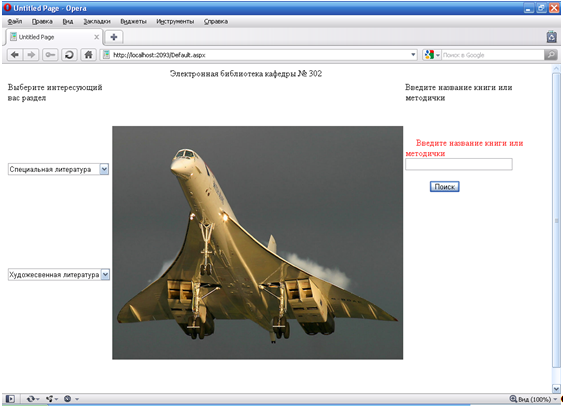 Untitled Page - Opera
Файл Правка Вид Закладки Виджеты Инструменты Справка
Untitled Page
http://localhost:2093/Default.aspx
Поиск в Google
Электронная библиотека кафедры № 302
Выберите интересующий
вас раздел
Введите название книги или
методички
Введите название книги или
методички
Специальная литература
Поиск
Художесвенная литература
Вид (100%)